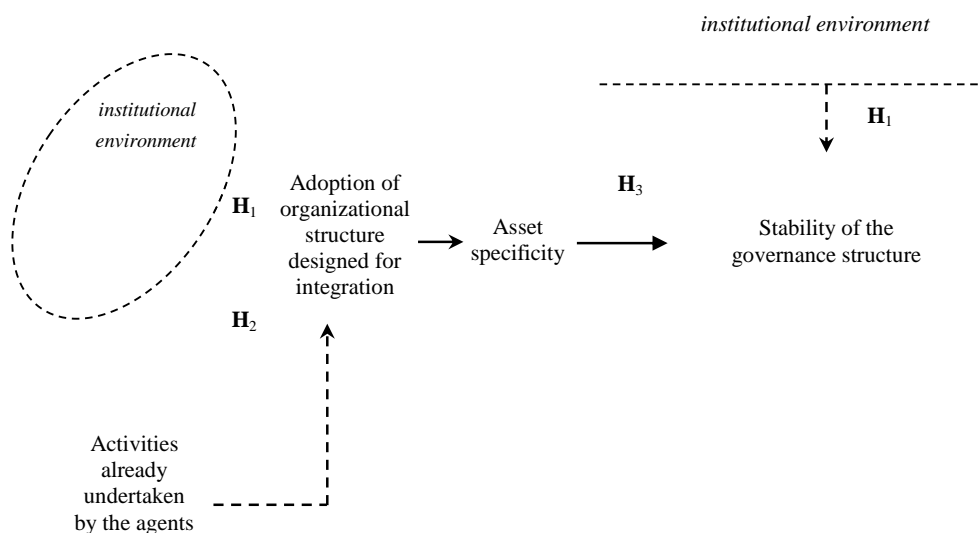 institutional environment
institutional
environment
H₁
H₁
Adoption of
organizational
structure
designed for
integration
H₃
Asset
specificity
Stability of the
governance structure
H₂
Activities
already
undertaken
by the agents